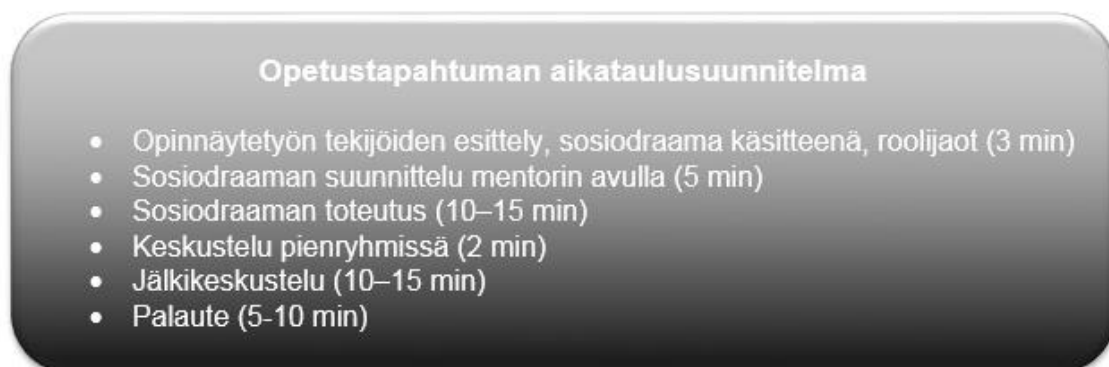 Opetustapahtuman aikataulusuunnitelma
• Opinnäytetyön tekijöiden esittely, sosiodraama käsitteenä, roolijaot (3 min)
• Sosiodraaman suunnittelu mentorin avulla (5 min)
• Sosiodraaman toteutus (10–15 min)
• Keskustelu pienryhmissä (2 min)
• Jälkikeskustelu (10–15 min)
• Palaute (5-10 min)